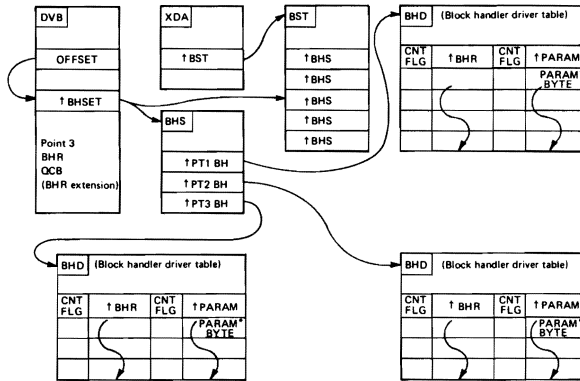 DVB
OFFSET
↑ BHSET
Point 3
BHR
QCB
(BHR extension)
XDA
↑ BST
BST
↑ BHS
↑ BHS
↑ BHS
↑ BHS
↑ BHS
BHS
↑ PT1 BH
↑ PT2 BH
↑ PT3 BH
BHD (Block handler driver table)
CNT FLG ↑ BHR CNT FLG ↑ PARAM
PARAM BYTE
BHD (Block handler driver table)
CNT FLG ↑ BHR CNT FLG ↑ PARAM
PARAM* BYTE
BHD (Block handler driver table)
CNT FLG ↑ BHR CNT FLG ↑ PARAM
PARAM* BYTE